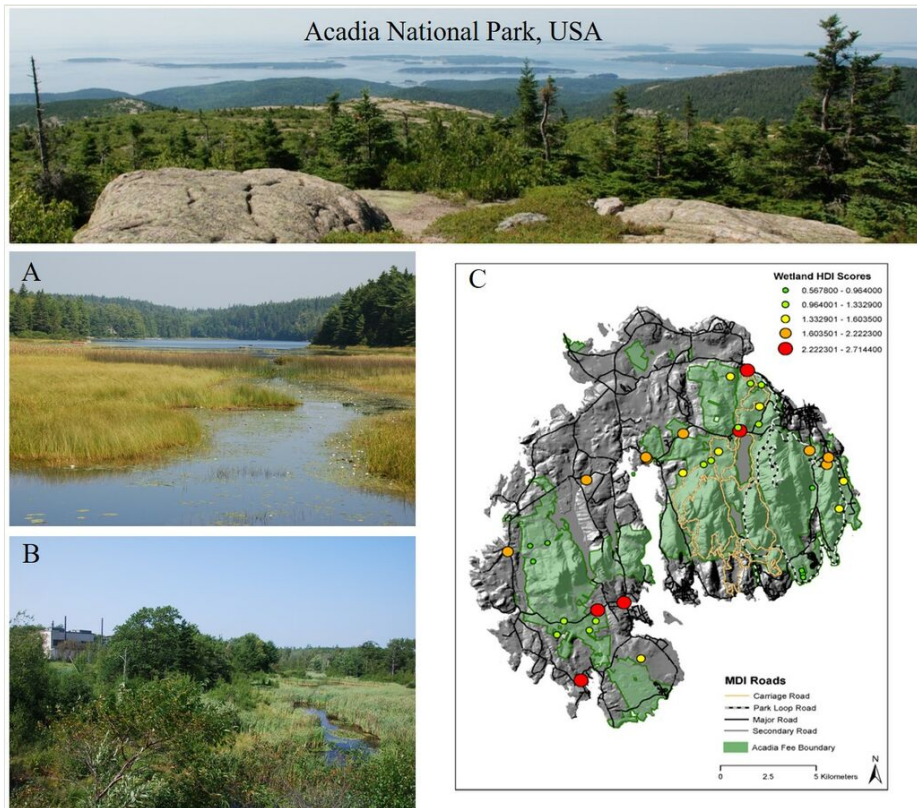 Acadia National Park, USA
A
B
C
Wetland HDI Scores
0.567800 - 0.964000
0.964001 - 1.332900
1.332901 - 1.603500
1.603501 - 2.222300
2.222301 - 2.714400
MDI Roads
Carriage Road
Park Loop Road
Major Road
Secondary Road
Acadia Fee Boundary
0 2.5 5 Kilometers
N